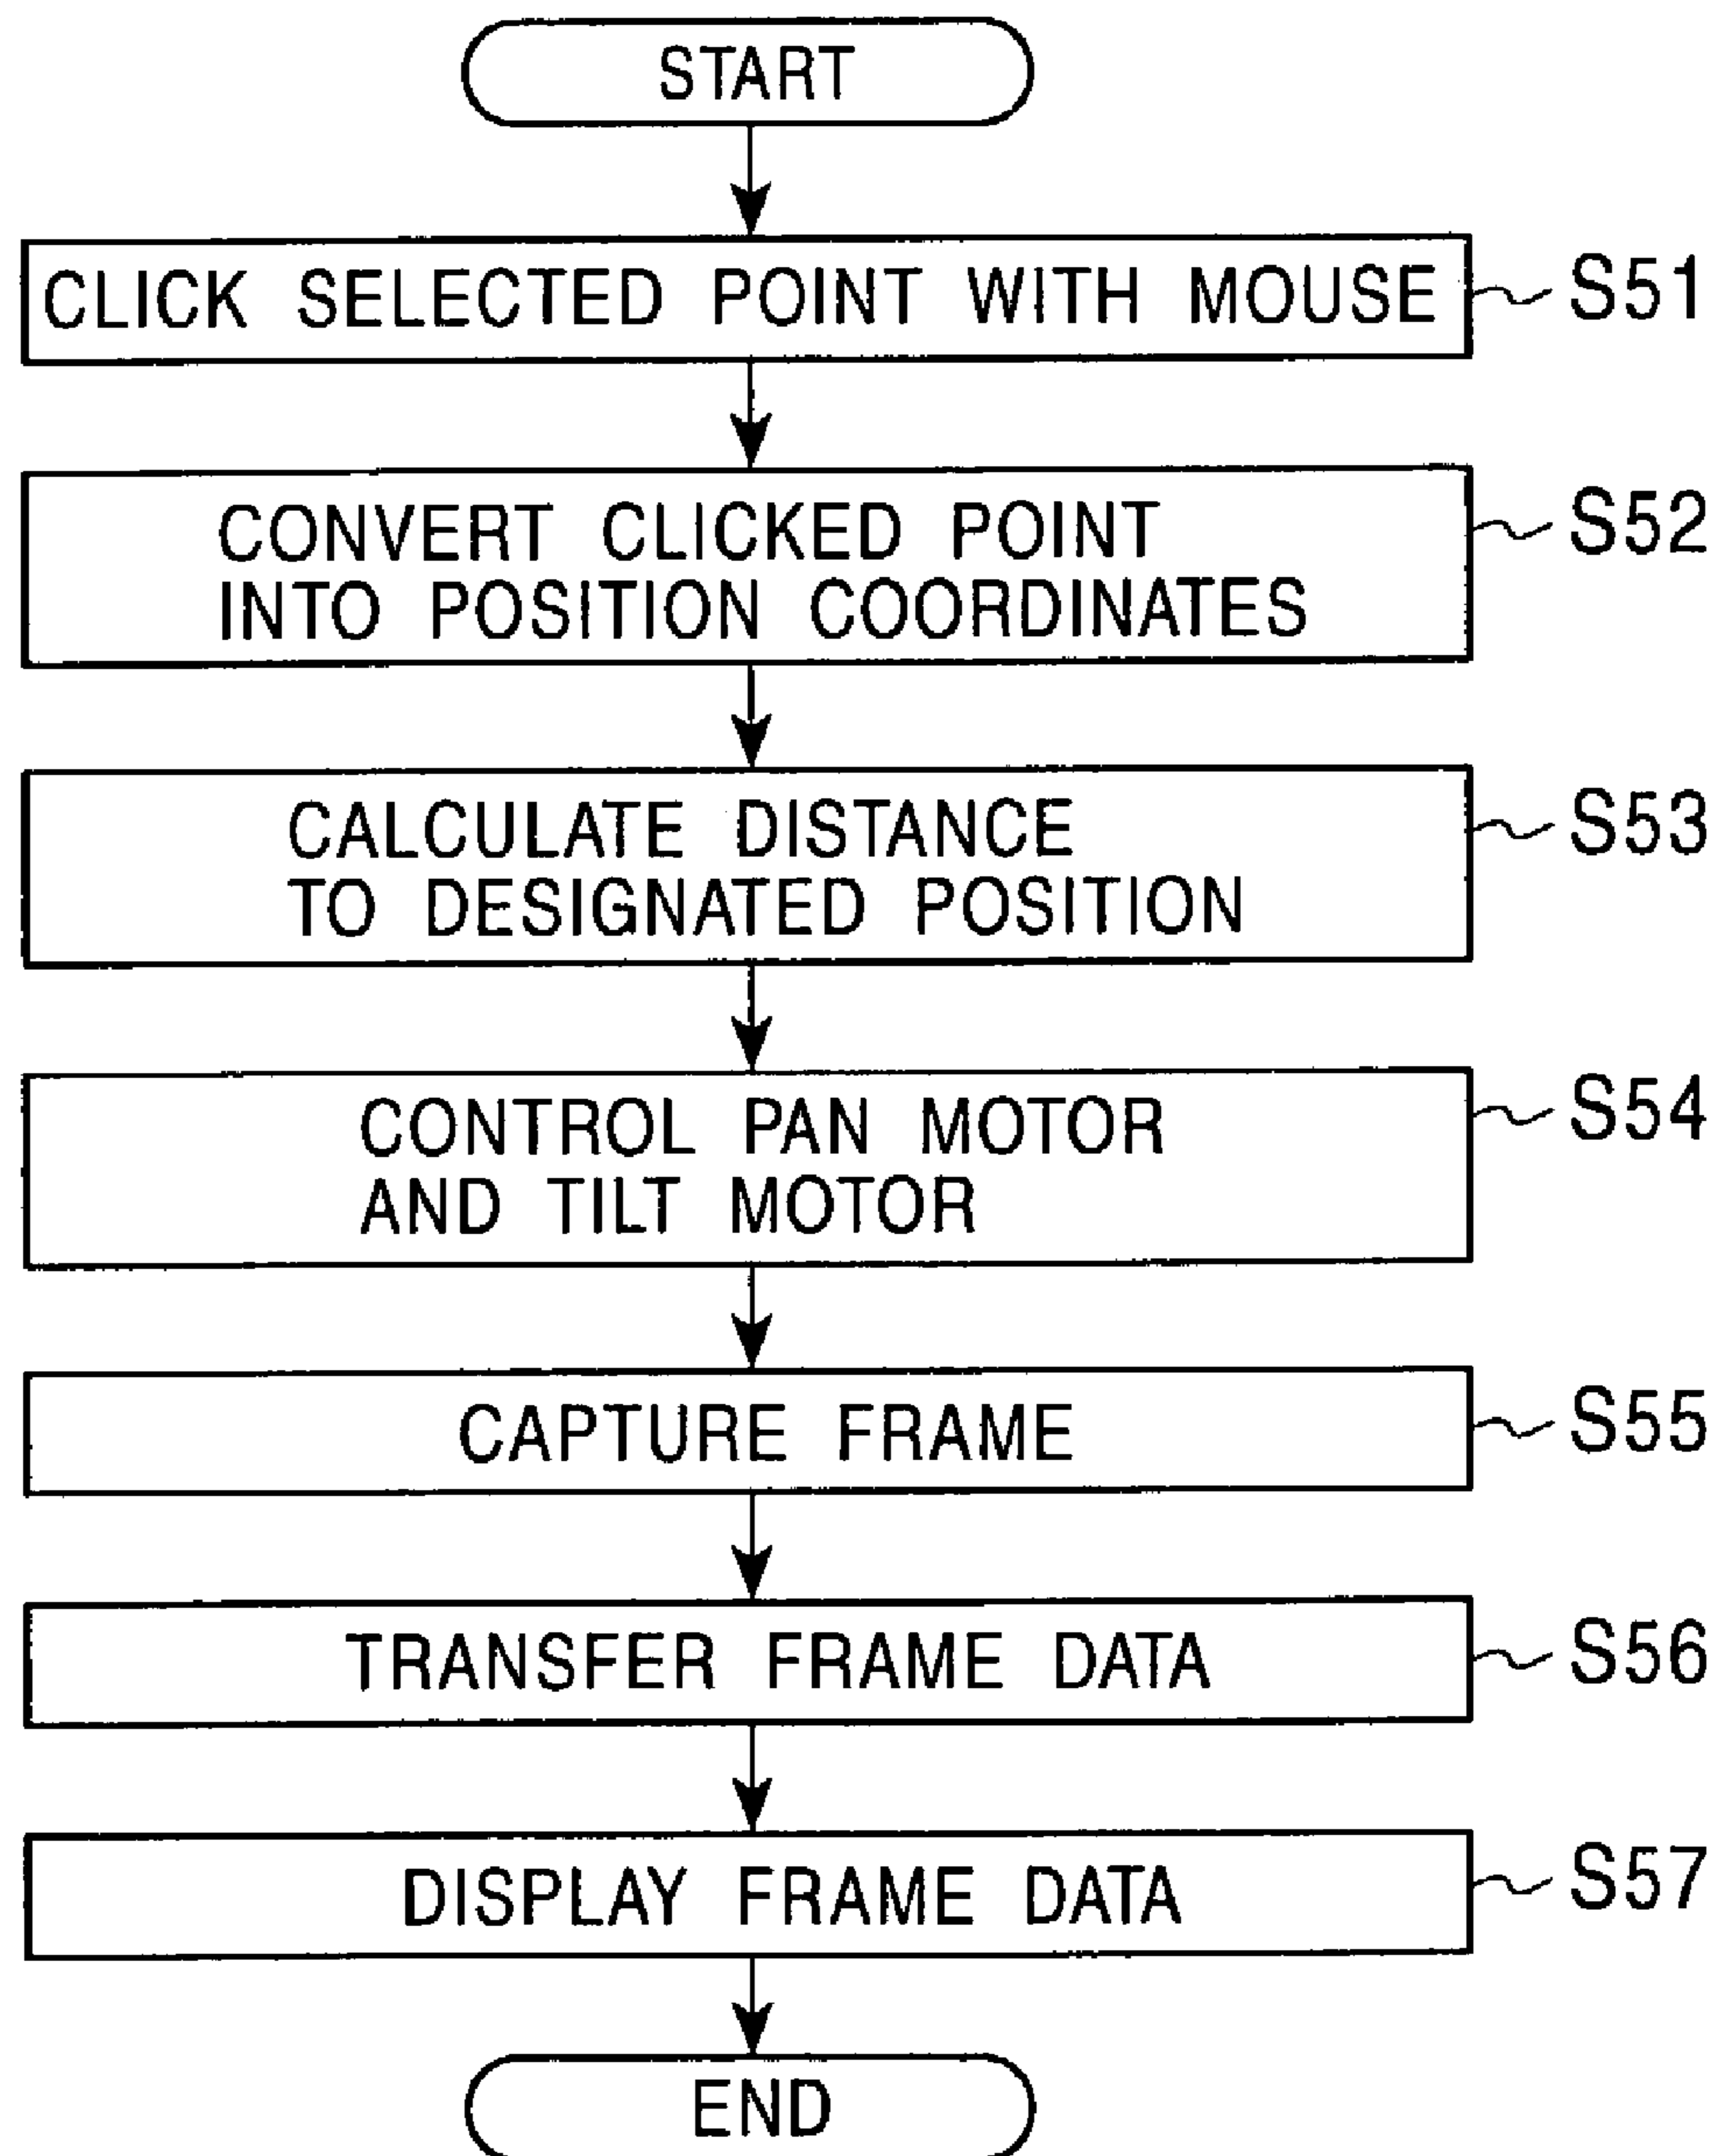 START
CLICK SELECTED POINT WITH MOUSE
S51
CONVERT CLICKED POINT
INTO POSITION COORDINATES
S52
CALCULATE DISTANCE
TO DESIGNATED POSITION
S53
CONTROL PAN MOTOR
AND TILT MOTOR
S54
CAPTURE FRAME
S55
TRANSFER FRAME DATA
S56
DISPLAY FRAME DATA
S57
END